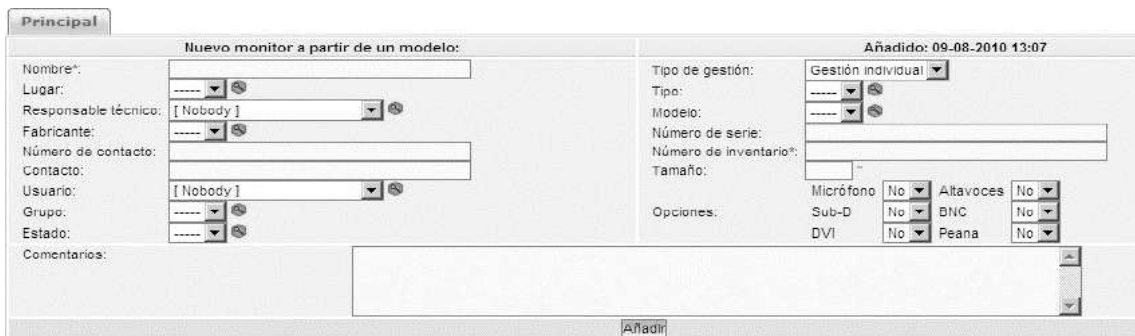 Principal
Nuevo monitor a partir de un modelo:
Añadido: 09-08-2010 13:07
Nombre*:
Lugar: -----
Responsable técnico: [ Nobody ]
Fabricante: -----
Número de contacto:
Contacto:
Usuario: [ Nobody ]
Grupo: -----
Estado: -----
Tipo de gestión: Gestión individual
Tipo: -----
Modelo: -----
Número de serie:
Número de inventario*:
Tamaño: "
Opciones:
Micrófono No Altavoces No
Sub-D No BNC No
DVI No Peana No
Comentarios:
Añadir